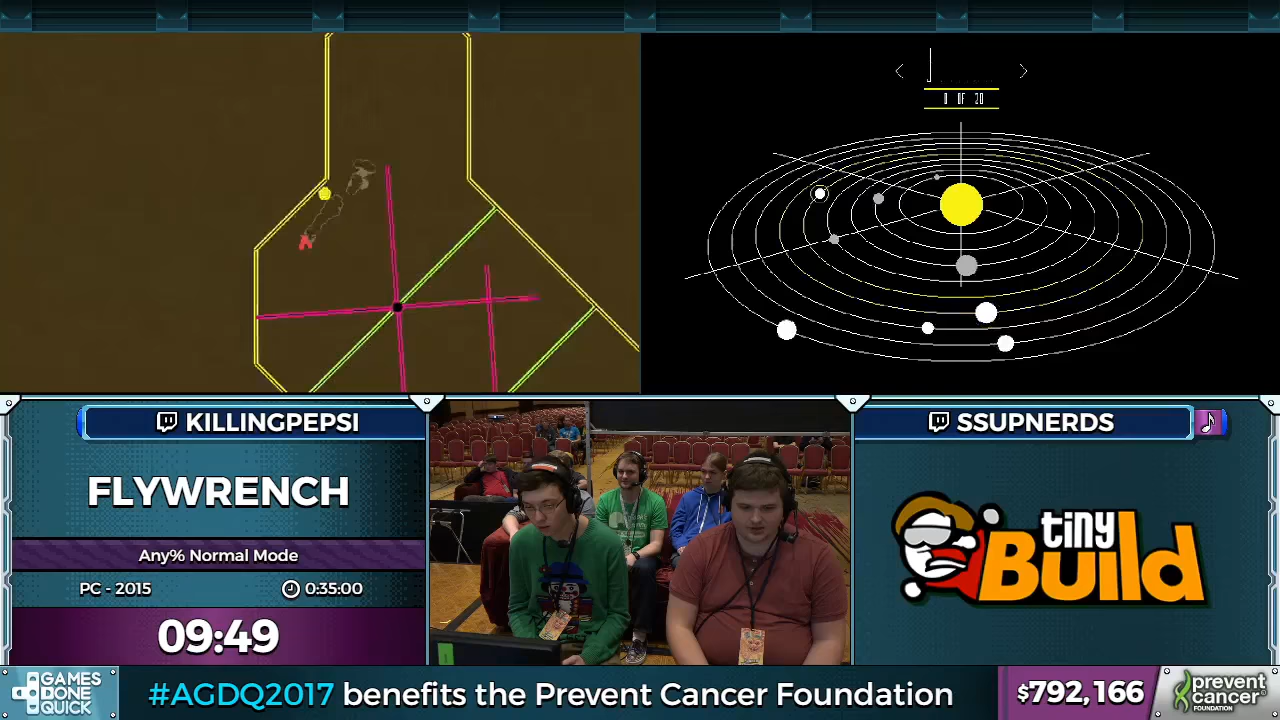 0 OF 20
KILLINGPEPSI
SSUPNERDS
FLYWRENCH
Any% Normal Mode
PC - 2015
0:35:00
09:49
tiny
Build
GAMES
DONE
QUICK
#AGDQ2017 benefits the Prevent Cancer Foundation
$792,166
prevent
cancer
FOUNDATION